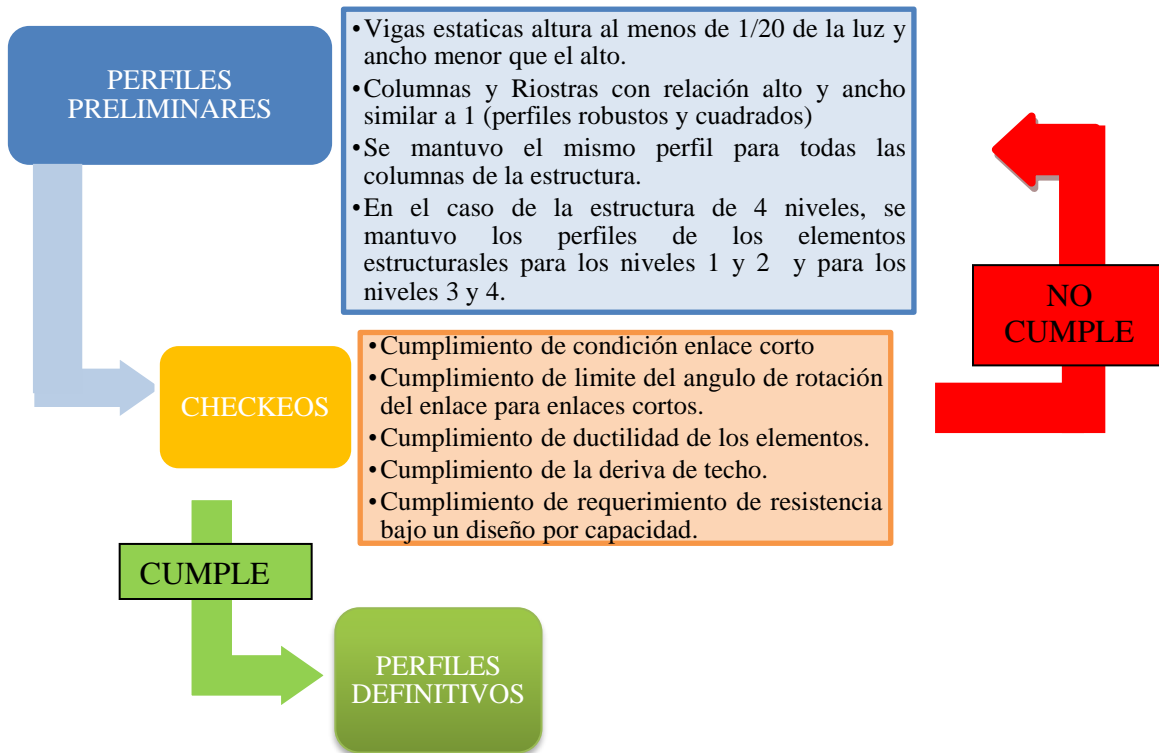 PERFILES
PRELIMINARES
•Vigas estaticas altura al menos de 1/20 de la luz y
ancho menor que el alto.
•Columnas y Riostras con relación alto y ancho
similar a 1 (perfiles robustos y cuadrados)
•Se mantuvo el mismo perfil para todas las
columnas de la estructura.
•En el caso de la estructura de 4 niveles, se
mantuvo los perfiles de los elementos
estructurasles para los niveles 1 y 2 y para los
niveles 3 y 4.
NO
CUMPLE
CHECKEOS
•Cumplimiento de condición enlace corto
•Cumplimiento de limite del angulo de rotación
del enlace para enlaces cortos.
•Cumplimiento de ductilidad de los elementos.
•Cumplimiento de la deriva de techo.
•Cumplimiento de requerimiento de resistencia
bajo un diseño por capacidad.
CUMPLE
PERFILES
DEFINITIVOS